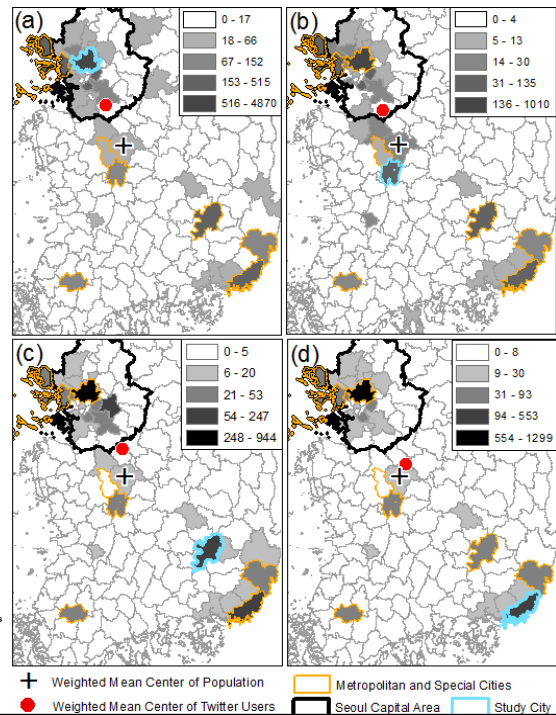 (a)
0 - 17
18 - 66
67 - 152
153 - 515
516 - 4870
(b)
0 - 4
5 - 13
14 - 30
31 - 135
136 - 1010
(c)
0 - 5
6 - 20
21 - 53
54 - 247
248 - 944
(d)
0 - 8
9 - 30
31 - 93
94 - 553
554 - 1299
Weighted Mean Center of Population
Metropolitan and Special Cities
Weighted Mean Center of Twitter Users
Seoul Capital Area
Study City